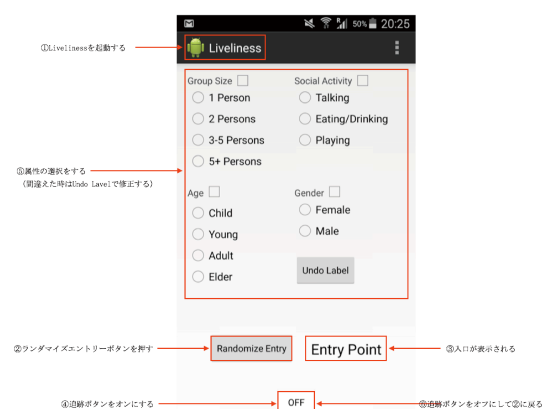 50% 20:25
①Livelinessを起動する
Liveliness
Group Size
Social Activity
1 Person
Talking
2 Persons
Eating/Drinking
3-5 Persons
Playing
5+ Persons
⑤属性の選択をする
(間違えた時はUndo Lavelで修正する)
Age
Gender
Child
Female
Young
Male
Adult
Elder
Undo Label
②ランダマイズエントリーボタンを押す
Randomize Entry
Entry Point
③入口が表示される
④追跡ボタンをオンにする
OFF
⑥追跡ボタンをオフにして②に戻る